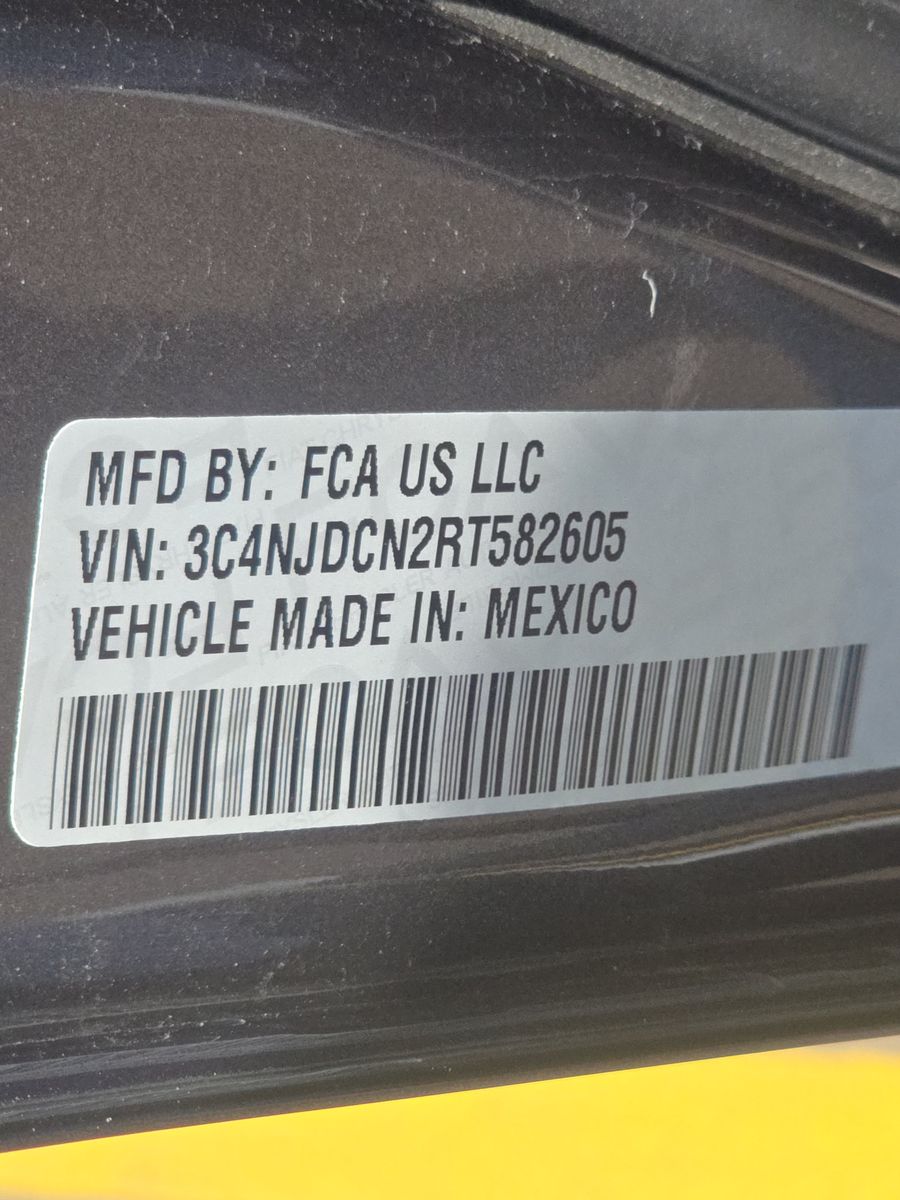 MFD BY: FCA US LLC
VIN: 3C4NJDCN2RT582605
VEHICLE MADE IN: MEXICO